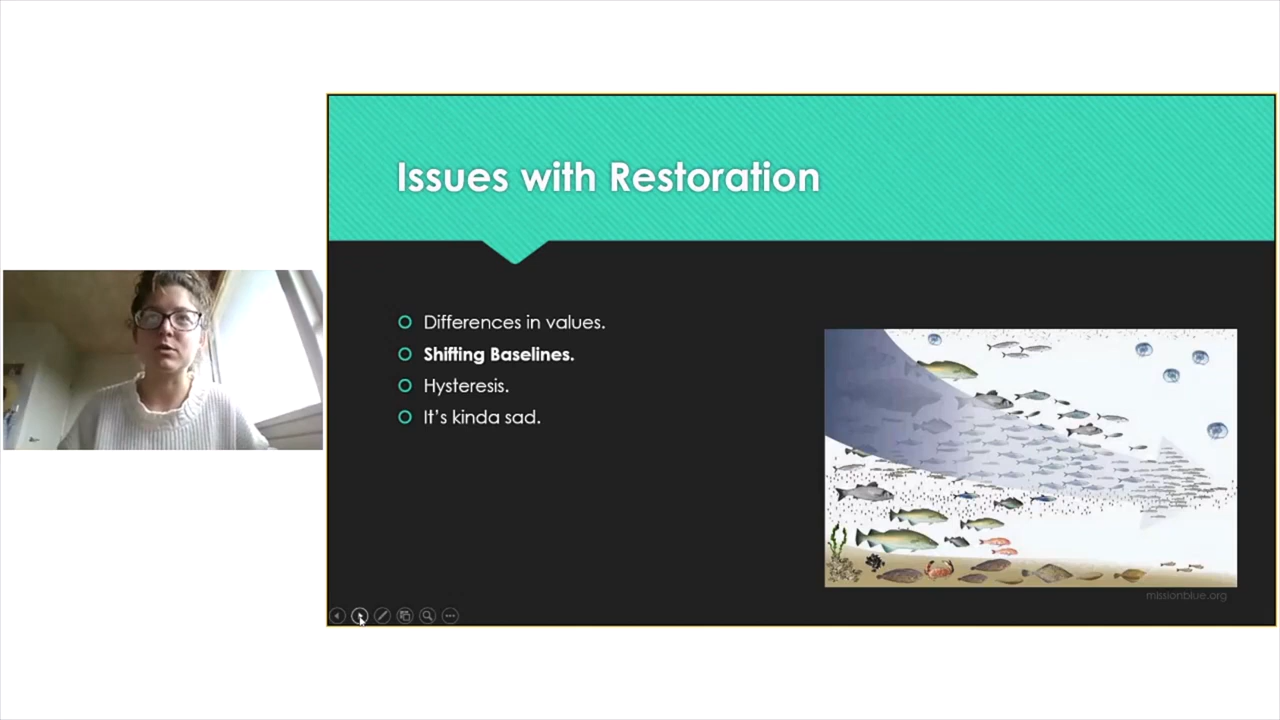 Issues with Restoration
Differences in values.
Shifting Baselines.
Hysteresis.
It's kinda sad.
missionblue.org